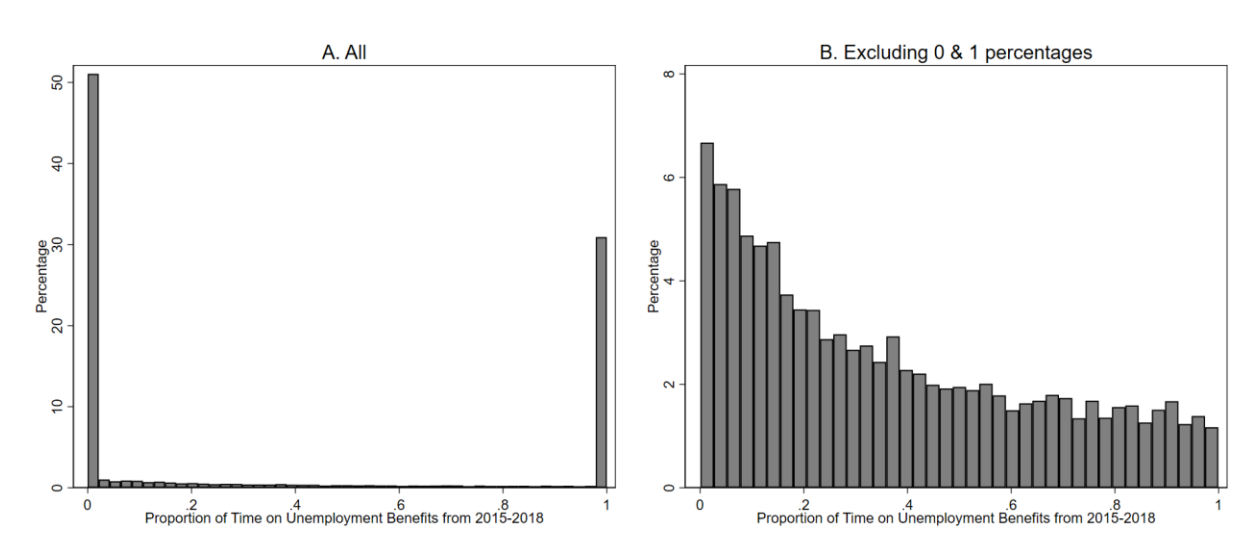 A. All
50
40
30
20
10
0
Percentage
0 .2 .4 .6 .8 1
Proportion of Time on Unemployment Benefits from 2015-2018
B. Excluding 0 & 1 percentages
8
6
4
2
0
Percentage
0 .2 .4 .6 .8 1
Proportion of Time on Unemployment Benefits from 2015-2018